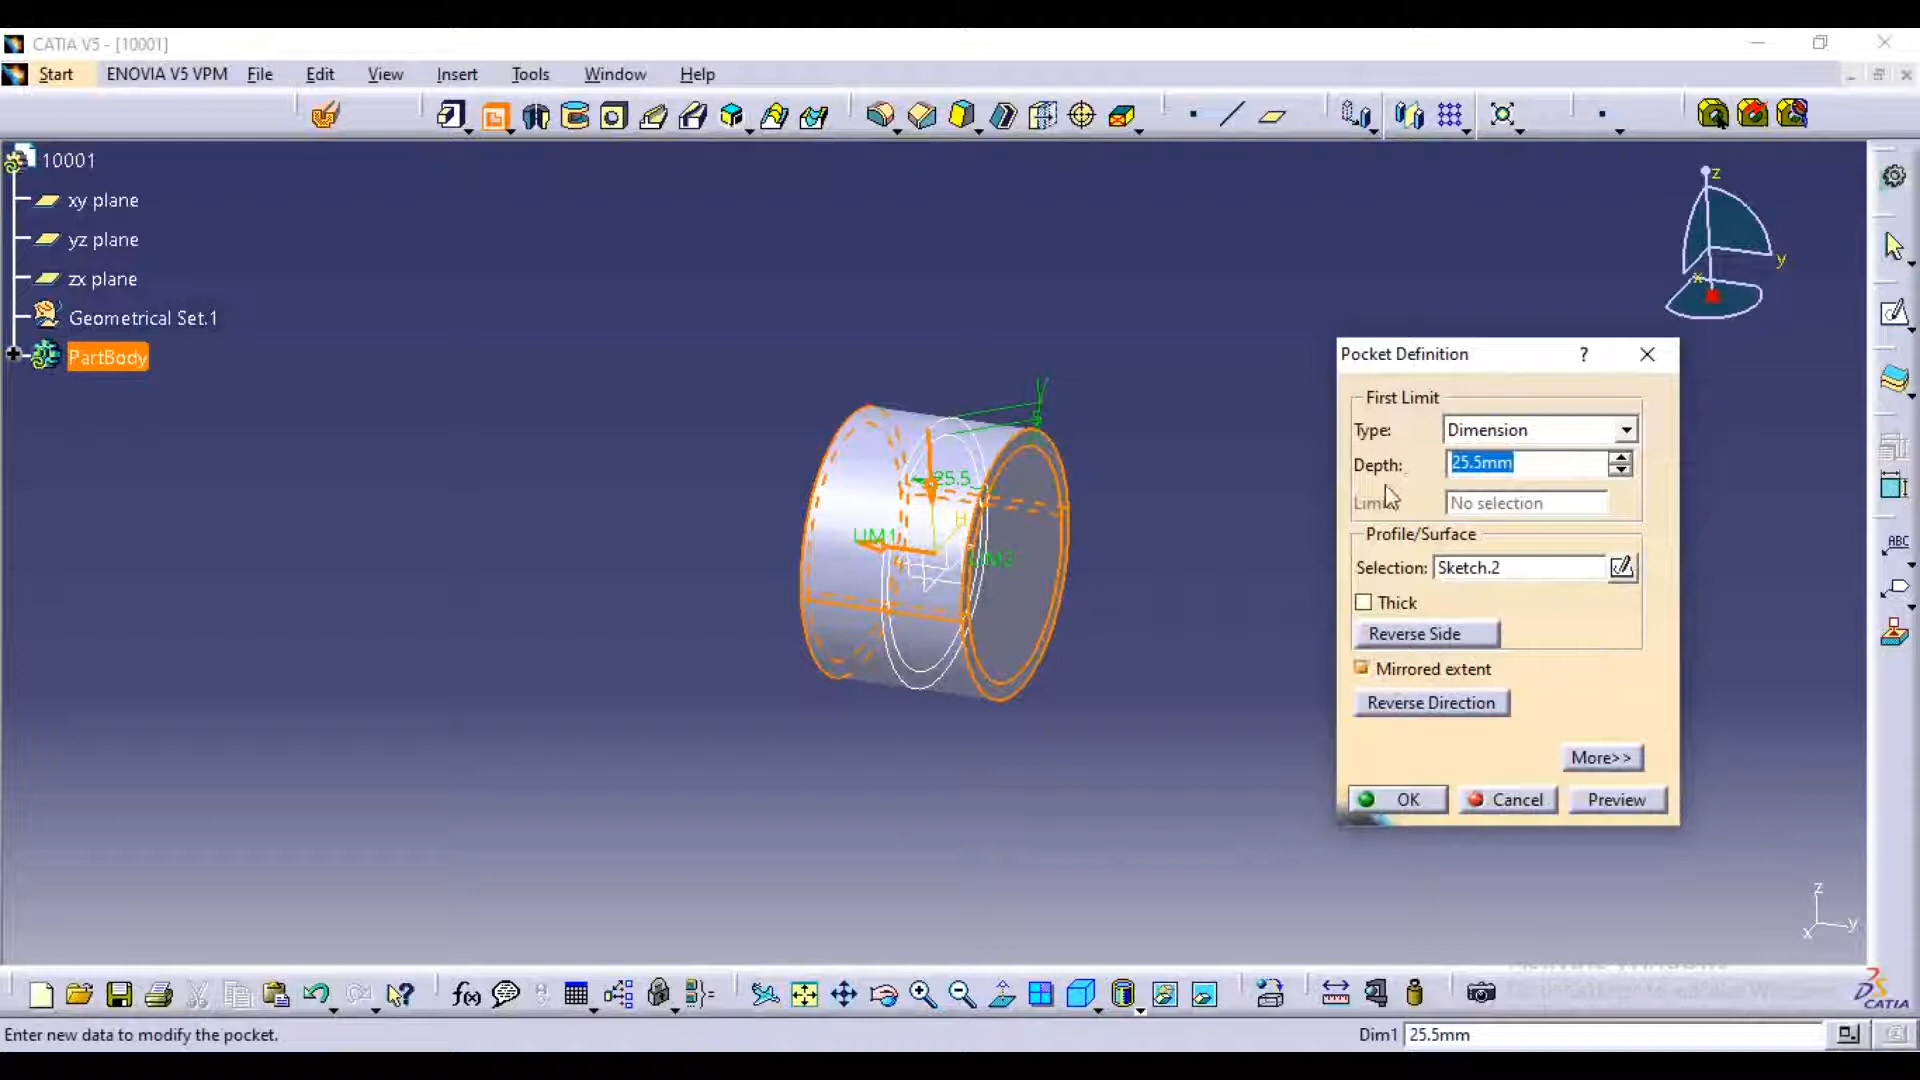 CATIA V5 - [10001]
Start ENOVIA V5 VPM File Edit View Insert Tools Window Help
10001
xy plane
yz plane
zx plane
Geometrical Set.1
PartBody
z
y
x
25.5
LIM1
H
Pocket Definition ?
First Limit
Type: Dimension
Depth: 25.5mm
No selection
Profile/Surface
Selection: Sketch.2
Thick
Reverse Side
Mirrored extent
Reverse Direction
More>>
OK Cancel Preview
ABC
z
y
x
f(x)
CATIA
Enter new data to modify the pocket.
Dim1 25.5mm